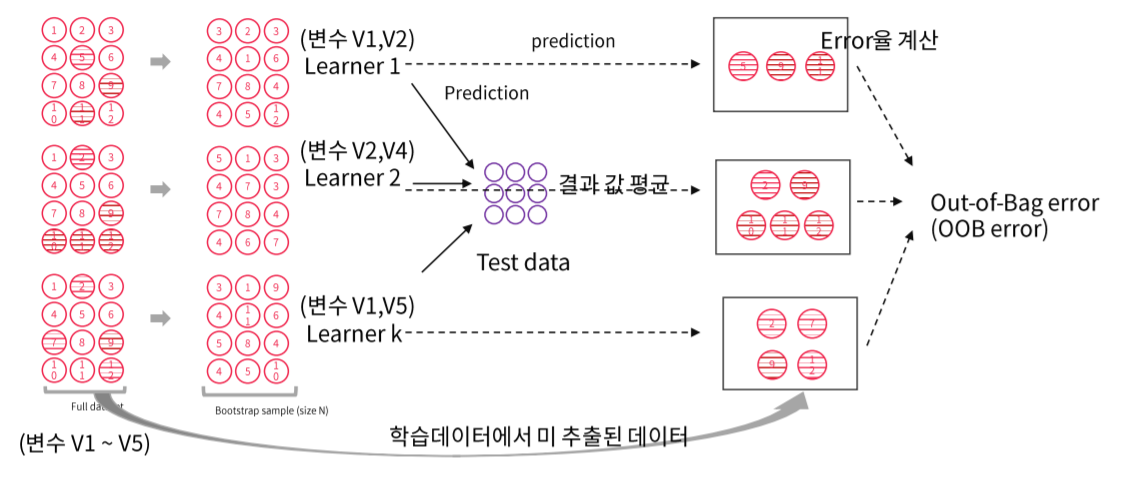 1 2 3
4 5 6
7 8 9
10 11 12
3 2 3
4 1 6
7 8 4
4 5 12
(변수 V1,V2)
Learner 1
prediction
Prediction
5 9 11
Error율 계산
1 2 3
4 5 6
7 8 9
10 11 12
5 1 3
4 7 3
7 8 4
4 6 7
(변수 V2,V4)
Learner 2
결과 값 평균
Test data
2 9
10 11 12
Out-of-Bag error
(OOB error)
1 2 3
4 5 6
7 8 9
10 11 12
3 1 9
4 11 6
5 8 4
4 5 10
(변수 V1,V5)
Learner k
2 7
9 12
Full dataset
Bootstrap sample (size N)
(변수 V1 ~ V5)
학습데이터에서 미 추출된 데이터